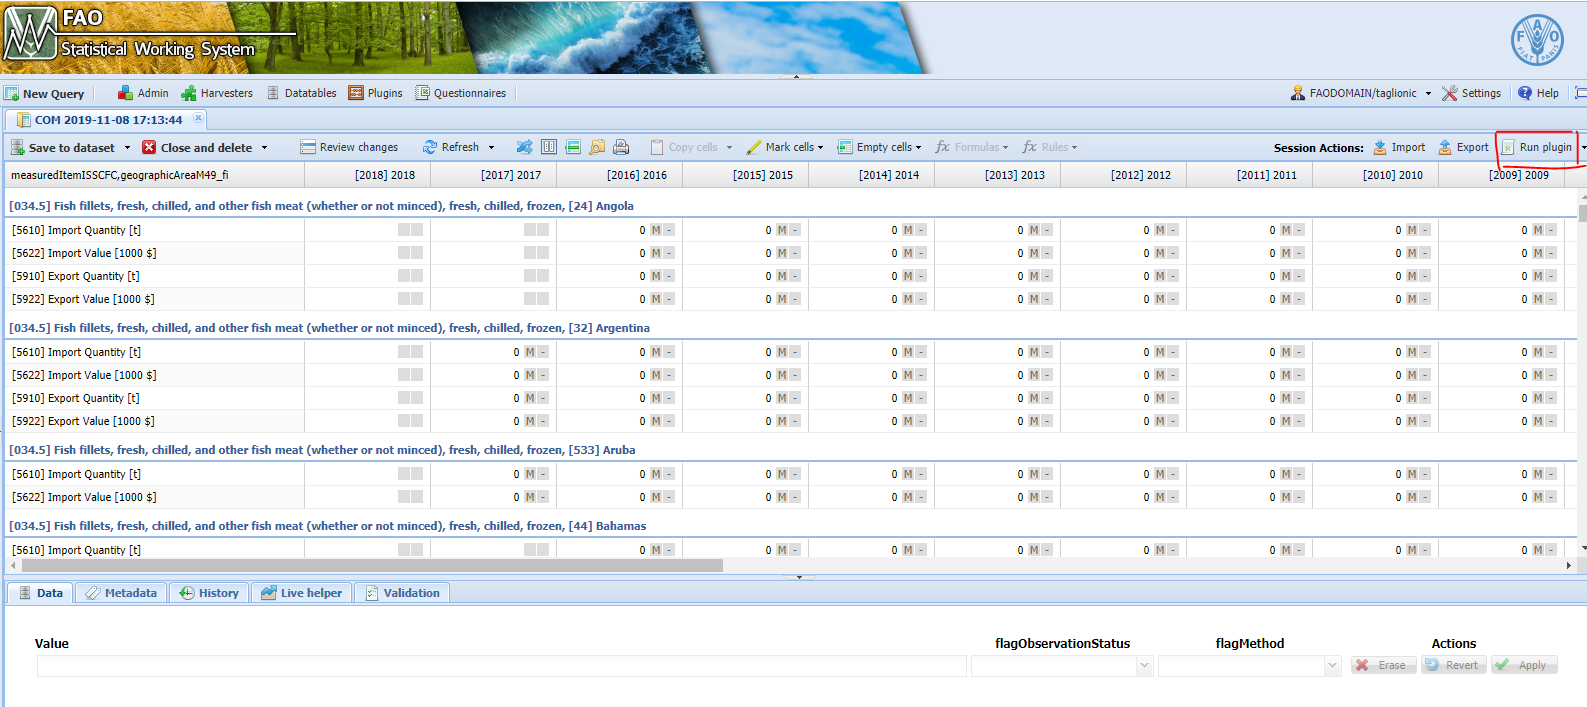 FAO
Statistical Working System
FAO
FIAT PANIS
New Query Admin Harvesters Datatables Plugins Questionnaires FAODOMAIN/taglionic Settings Help
COM 2019-11-08 17:13:44
Save to dataset Close and delete Review changes Refresh Copy cells Mark cells Empty cells Formulas Rules Session Actions: Import Export Run plugin
measuredItemISSCFC,geographicAreaM49_fi [2018] 2018 [2017] 2017 [2016] 2016 [2015] 2015 [2014] 2014 [2013] 2013 [2012] 2012 [2011] 2011 [2010] 2010 [2009] 2009
[034.5] Fish fillets, fresh, chilled, and other fish meat (whether or not minced), fresh, chilled, frozen, [24] Angola
[5610] Import Quantity [t] 0 M - 0 M - 0 M - 0 M - 0 M - 0 M - 0 M - 0 M -
[5622] Import Value [1000 $] 0 M - 0 M - 0 M - 0 M - 0 M - 0 M - 0 M - 0 M -
[5910] Export Quantity [t] 0 M - 0 M - 0 M - 0 M - 0 M - 0 M - 0 M - 0 M -
[5922] Export Value [1000 $] 0 M - 0 M - 0 M - 0 M - 0 M - 0 M - 0 M - 0 M -
[034.5] Fish fillets, fresh, chilled, and other fish meat (whether or not minced), fresh, chilled, frozen, [32] Argentina
[5610] Import Quantity [t] 0 M - 0 M - 0 M - 0 M - 0 M - 0 M - 0 M - 0 M - 0 M -
[5622] Import Value [1000 $] 0 M - 0 M - 0 M - 0 M - 0 M - 0 M - 0 M - 0 M - 0 M -
[5910] Export Quantity [t] 0 M - 0 M - 0 M - 0 M - 0 M - 0 M - 0 M - 0 M - 0 M -
[5922] Export Value [1000 $] 0 M - 0 M - 0 M - 0 M - 0 M - 0 M - 0 M - 0 M - 0 M -
[034.5] Fish fillets, fresh, chilled, and other fish meat (whether or not minced), fresh, chilled, frozen, [533] Aruba
[5610] Import Quantity [t] 0 M - 0 M - 0 M - 0 M - 0 M - 0 M - 0 M - 0 M - 0 M -
[5622] Import Value [1000 $] 0 M - 0 M - 0 M - 0 M - 0 M - 0 M - 0 M - 0 M - 0 M -
[034.5] Fish fillets, fresh, chilled, and other fish meat (whether or not minced), fresh, chilled, frozen, [44] Bahamas
[5610] Import Quantity [t] 0 M - 0 M - 0 M - 0 M - 0 M - 0 M - 0 M - 0 M -
Data Metadata History Live helper Validation
Value flagObservationStatus flagMethod Actions
Erase Revert Apply